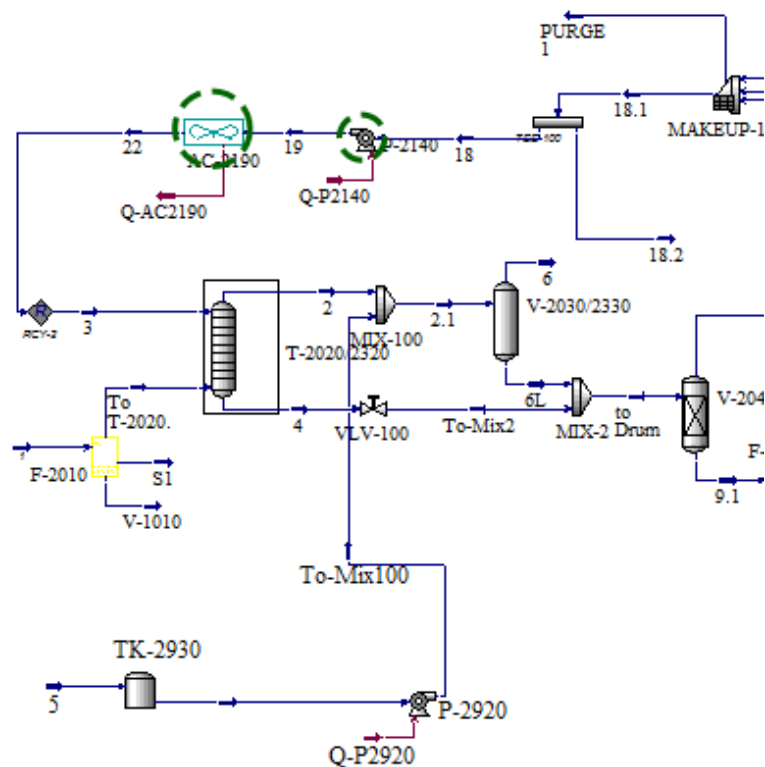 PURGE
1
18.1
MAKEUP-1
22
AC-2190
19
P-2140
18
TEE-100
Q-AC2190
Q-P2140
18.2
R
RCY-2
3
2
MIX-100
2.1
6
V-2030/2330
T-2020/2320
To
T-2020.
4
VLV-100
To-Mix2
6L
MIX-2
to
Drum
V-204
F-
9.1
1
F-2010
S1
V-1010
To-Mix100
TK-2930
5
P-2920
Q-P2920